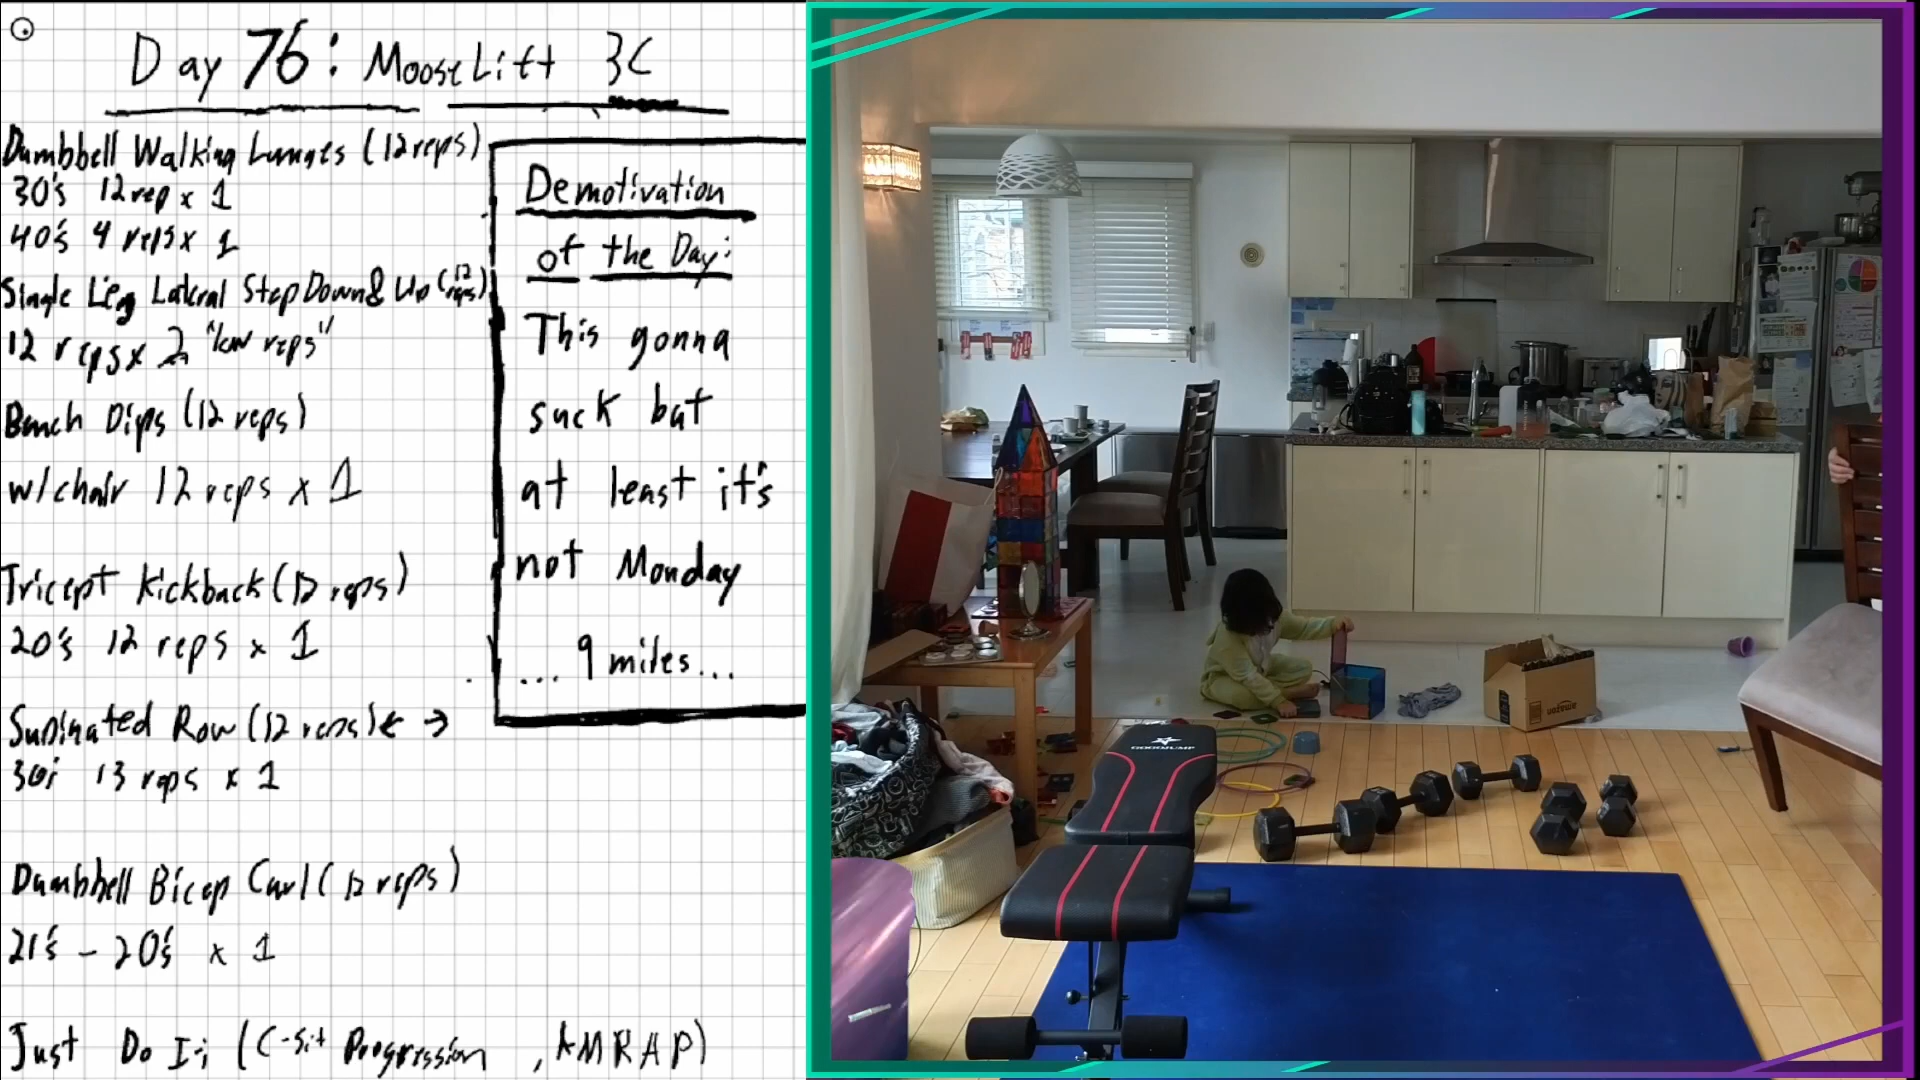 Day 76: MooseLift 3C
Dumbbell Walking Lunges (12 reps)
30's 12 rep x 1
40's 4 reps x 1
Single Leg Lateral Step Down & Up (12 reps)
12 reps x 2 "low reps"
Bench Dips (12 reps)
w/chair 12 reps x 1
Tricept Kickback (12 reps)
20's 12 reps x 1
Supinated Row (12 reps) ← →
30's 13 reps x 1
Dumbbell Bicep Curl (12 reps)
21's - 20's x 1
Just Do It; (C-Sit Progression, AMRAP)
Demotivation
of the Day:
This gonna
suck but
at least it's
not Monday
... 9 miles...
GOODJUMP
amazon